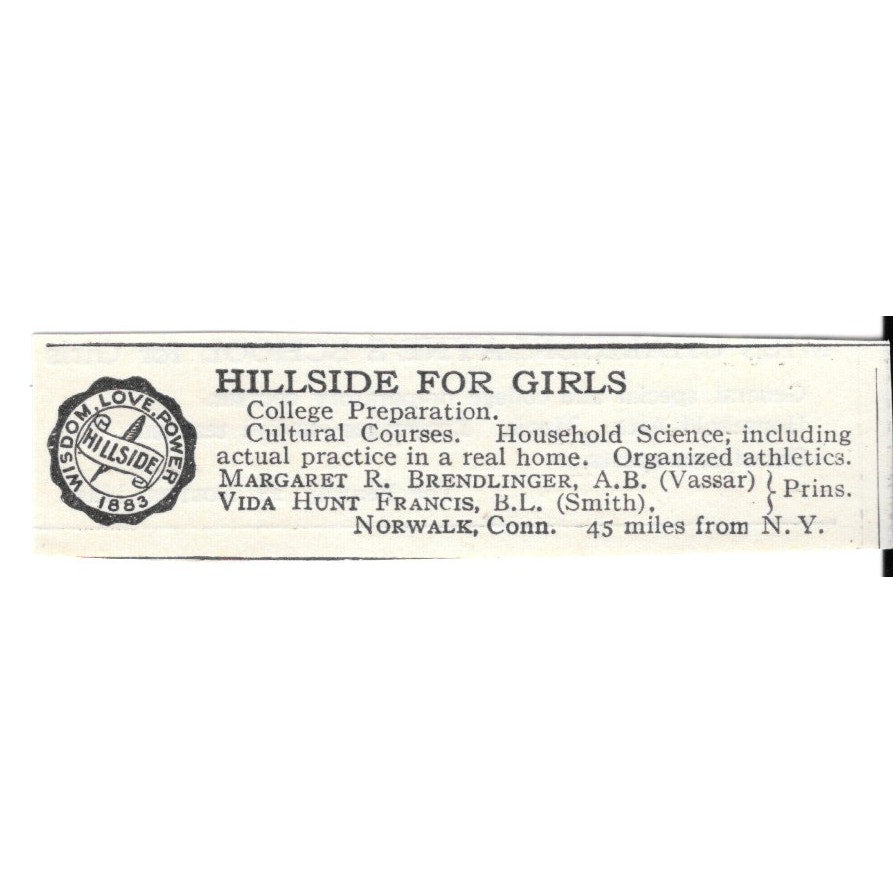 WISDOM, LOVE, POWER
HILLSIDE
1883
HILLSIDE FOR GIRLS
College Preparation.
Cultural Courses. Household Science, including
actual practice in a real home. Organized athletics.
MARGARET R. BRENDLINGER, A.B. (Vassar) } Prins.
VIDA HUNT FRANCIS, B.L. (Smith),
NORWALK, Conn. 45 miles from N. Y.